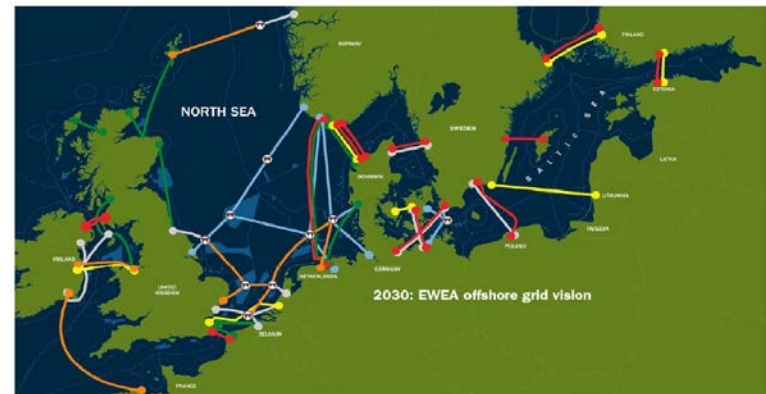 NORWAY
FINLAND
NORTH SEA
ESTONIA
SWEDEN
BALTIC SEA
LATVIA
DENMARK
LITHUANIA
RUSSIA
IRELAND
POLAND
UNITED
KINGDOM
NETHERLANDS
GERMANY
2030: EWEA offshore grid vision
BELGIUM
FRANCE